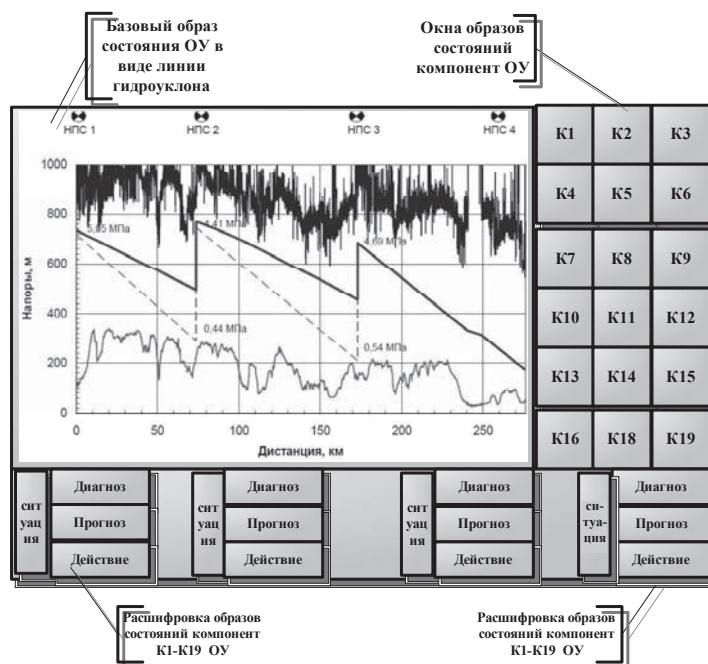 Базовый образ
состояния ОУ в
виде линии
гидроуклона
Окна образов
состояний
компонент ОУ
НПС 1
НПС 2
НПС 3
НПС 4
К1
К2
К3
К4
К5
К6
К7
К8
К9
К10
К11
К12
К13
К14
К15
К16
К18
К19
Напоры, м
1000
800
600
400
200
0
5,05 МПа
4,41 МПа
4,69 МПа
0,44 МПа
0,54 МПа
0
50
100
150
200
250
Дистанция, км
сит
уац
ия
Диагноз
Прогноз
Действие
сит
уац
ия
Диагноз
Прогноз
Действие
сит
уац
ия
Диагноз
Прогноз
Действие
си-
туа-
ция
Диагноз
Прогноз
Действие
Расшифровка образов
состояний компонент
К1-К19 ОУ
Расшифровка образов
состояний компонент
К1-К19 ОУ